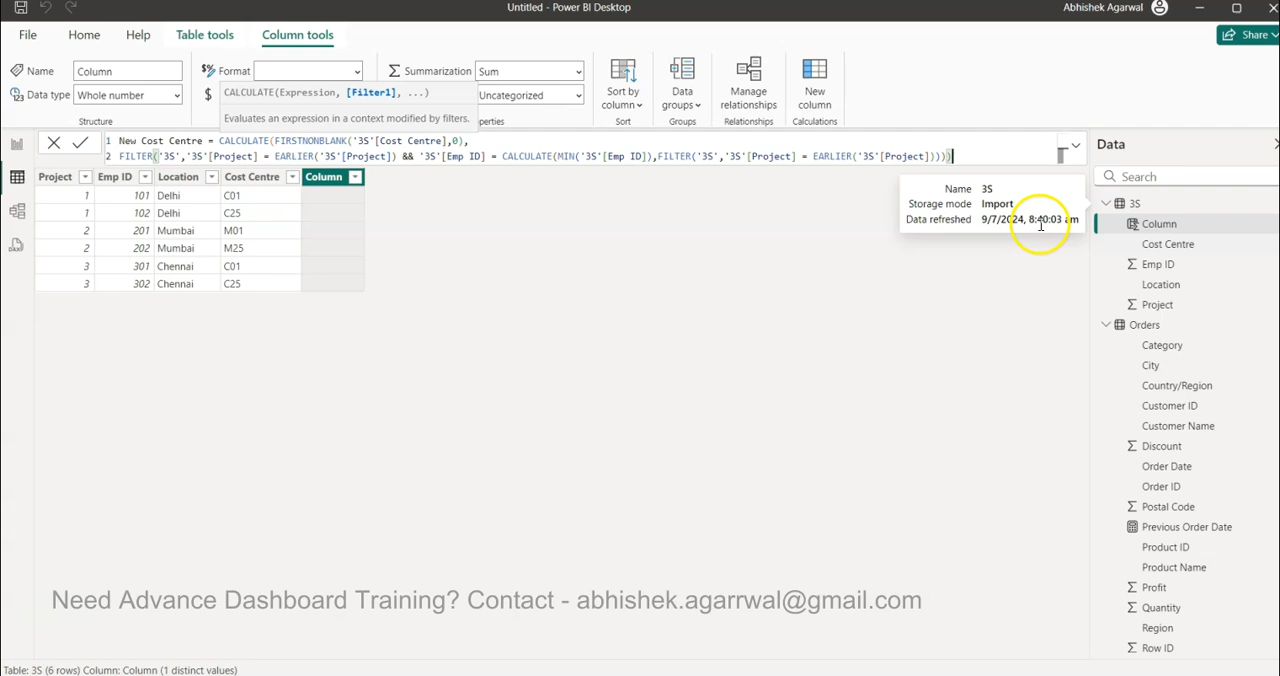 Untitled - Power BI Desktop
Abhishek Agarwal
File
Home
Help
Table tools
Column tools
Share
Name
Column
Data type
Whole number
Structure
Format
$
Summarization
Sum
Uncategorized
CALCULATE(Expression, [Filter1], ...)
Evaluates an expression in a context modified by filters.
perties
Sort by
column
Sort
Data
groups
Groups
Manage
relationships
Relationships
New
column
Calculations
1 New Cost Centre = CALCULATE(FIRSTNONBLANK('3S'[Cost Centre],0),
2 FILTER('3S','3S'[Project] = EARLIER('3S'[Project]) && '3S'[Emp ID] = CALCULATE(MIN('3S'[Emp ID]),FILTER('3S','3S'[Project] = EARLIER('3S'[Project]))))
Project Emp ID Location Cost Centre Column
1 101 Delhi C01
1 102 Delhi C25
2 201 Mumbai M01
2 202 Mumbai M25
3 301 Chennai C01
3 302 Chennai C25
Name 3S
Storage mode Import
Data refreshed 9/7/2024, 8:40:03 am
Data
Search
3S
Column
Cost Centre
Emp ID
Location
Project
Orders
Category
City
Country/Region
Customer ID
Customer Name
Discount
Order Date
Order ID
Postal Code
Previous Order Date
Product ID
Product Name
Profit
Quantity
Region
Row ID
Need Advance Dashboard Training? Contact - abhishek.agarrwal@gmail.com
Table: 3S (6 rows) Column: Column (1 distinct values)